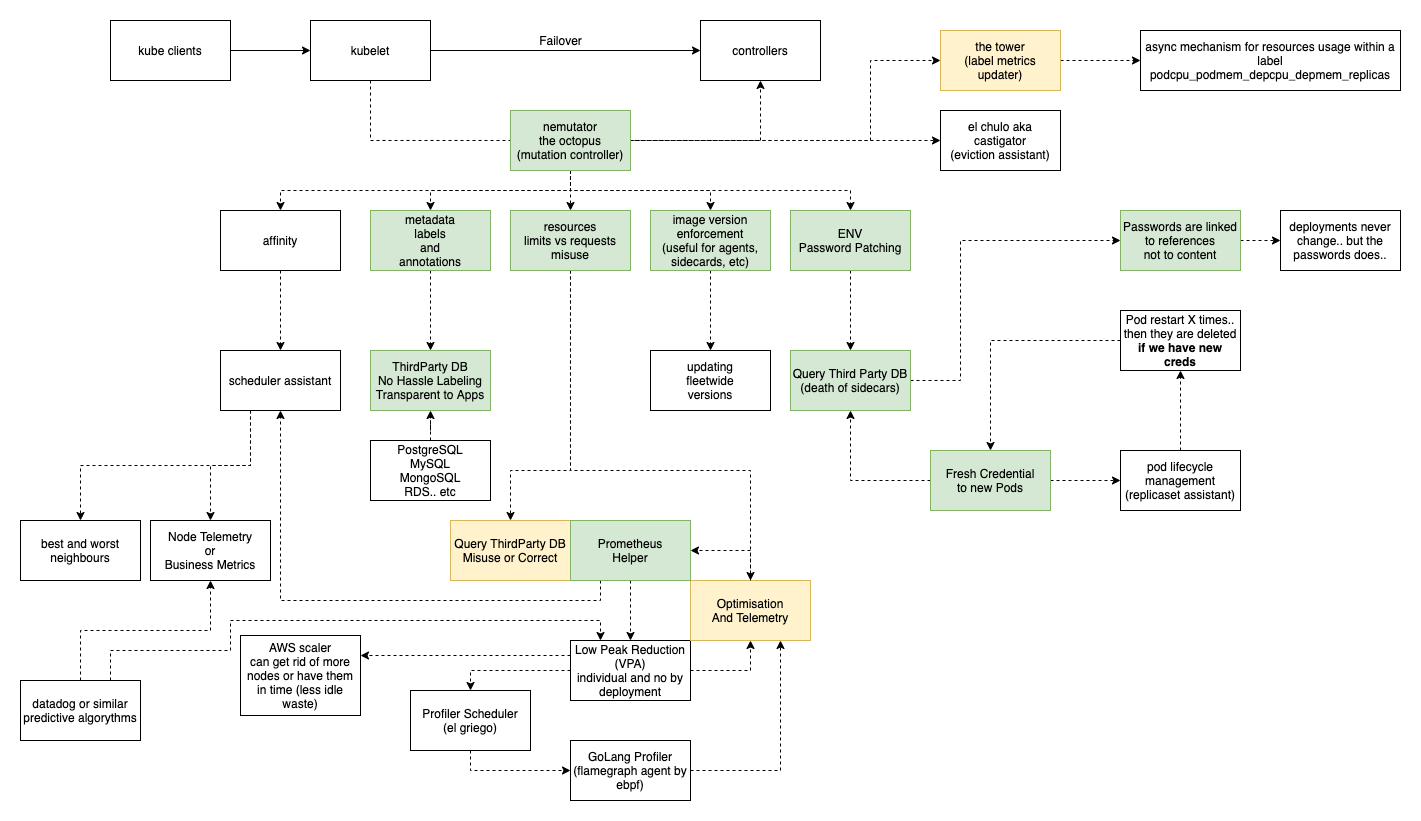 kube clients
kubelet
Failover
controllers
the tower
(label metrics
updater)
async mechanism for resources usage within a
label
podcpu_podmem_depcpu_depmem_replicas
nemutator
the octopus
(mutation controller)
el chulo aka
castigator
(eviction assistant)
affinity
metadata
labels
and
annotations
resources
limits vs requests
misuse
image version
enforcement
(useful for agents,
sidecards, etc)
ENV
Password Patching
Passwords are linked
to references
not to content
deployments never
change.. but the
passwords does..
Pod restart X times..
then they are deleted
if we have new
creds
scheduler assistant
ThirdParty DB
No Hassle Labeling
Transparent to Apps
updating
fleetwide
versions
Query Third Party DB
(death of sidecars)
PostgreSQL
MySQL
MongoSQL
RDS.. etc
Fresh Credential
to new Pods
pod lifecycle
management
(replicaset assistant)
best and worst
neighbours
Node Telemetry
or
Business Metrics
Query ThirdParty DB
Misuse or Correct
Prometheus
Helper
Optimisation
And Telemetry
AWS scaler
can get rid of more
nodes or have them
in time (less idle
waste)
Low Peak Reduction
(VPA)
individual and no by
deployment
datadog or similar
predictive algorythms
Profiler Scheduler
(el griego)
GoLang Profiler
(flamegraph agent by
ebpf)